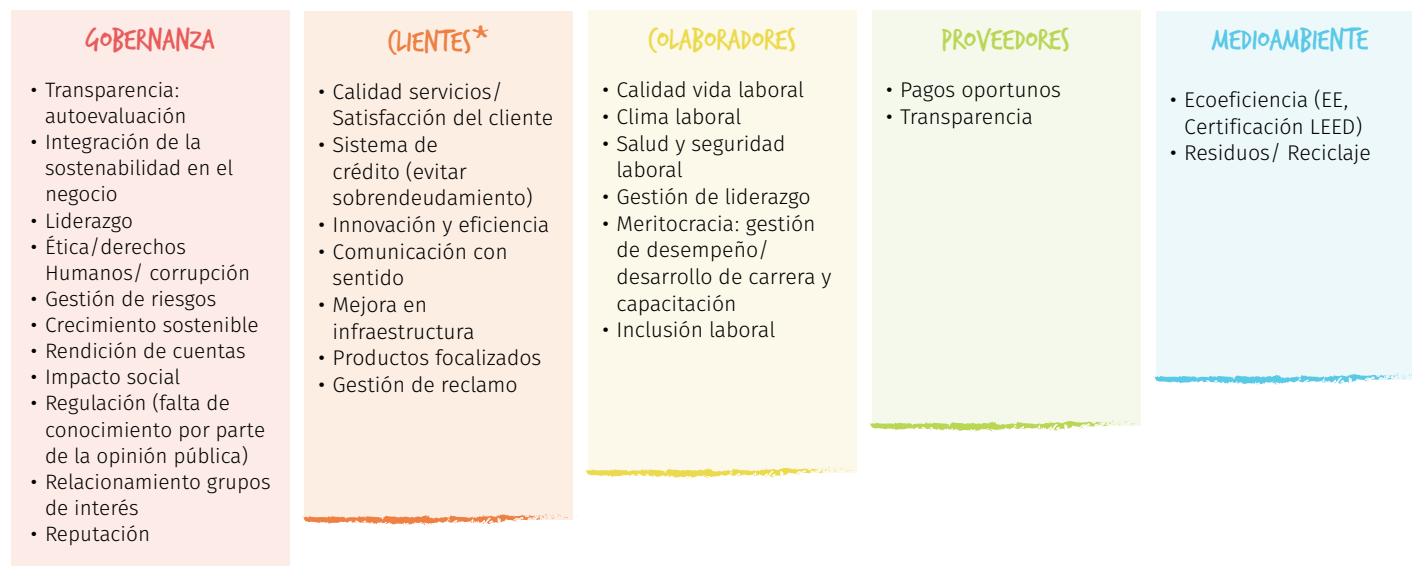 GOBERNANZA
• Transparencia:
autoevaluación
• Integración de la
sostenabilidad en el
negocio
• Liderazgo
• Ética/derechos
Humanos/ corrupción
• Gestión de riesgos
• Crecimiento sostenible
• Rendición de cuentas
• Impacto social
• Regulación (falta de
conocimiento por parte
de la opinión pública)
• Relacionamiento grupos
de interés
• Reputación
CLIENTES*
• Calidad servicios/
Satisfacción del cliente
• Sistema de
crédito (evitar
sobrendeudamiento)
• Innovación y eficiencia
• Comunicación con
sentido
• Mejora en
infraestructura
• Productos focalizados
• Gestión de reclamo
COLABORADORES
• Calidad vida laboral
• Clima laboral
• Salud y seguridad
laboral
• Gestión de liderazgo
• Meritocracia: gestión
de desempeño/
desarrollo de carrera y
capacitación
• Inclusión laboral
PROVEEDORES
• Pagos oportunos
• Transparencia
MEDIOAMBIENTE
• Ecoeficiencia (EE,
Certificación LEED)
• Residuos/ Reciclaje